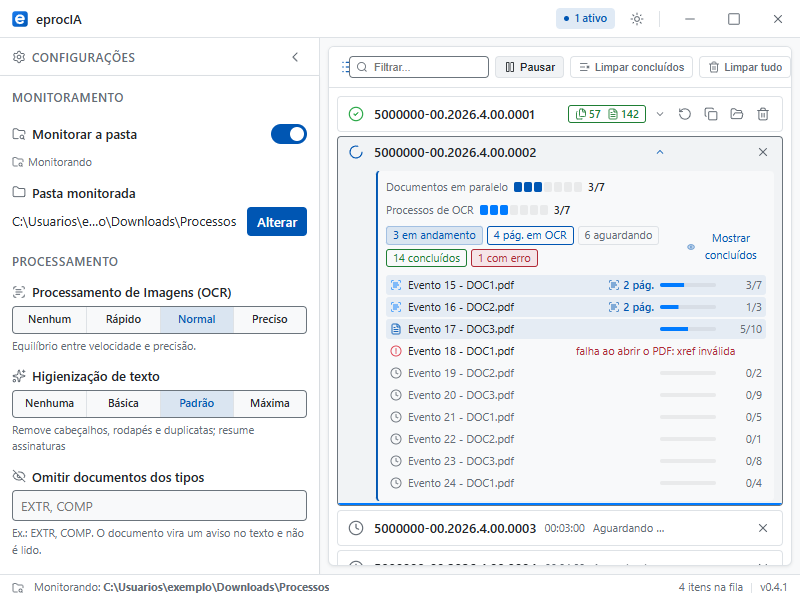 eprocIA
1 ativo
CONFIGURAÇÕES
MONITORAMENTO
Monitorar a pasta
Monitorando
Pasta monitorada
C:\Usuarios\e...o\Downloads\Processos
Alterar
PROCESSAMENTO
Processamento de Imagens (OCR)
Nenhum Rápido Normal Preciso
Equilíbrio entre velocidade e precisão.
Higienização de texto
Nenhuma Básica Padrão Máxima
Remove cabeçalhos, rodapés e duplicatas; resume
assinaturas
Omitir documentos dos tipos
EXTR, COMP
Ex.: EXTR, COMP. O documento vira um aviso no texto e não
é lido.
Filtrar...
Pausar
Limpar concluídos
Limpar tudo
5000000-00.2026.4.00.0001 57 142
5000000-00.2026.4.00.0002
Documentos em paralelo 3/7
Processos de OCR 3/7
3 em andamento 4 pág. em OCR 6 aguardando
14 concluídos 1 com erro
Mostrar
concluídos
Evento 15 - DOC1.pdf 2 pág. 3/7
Evento 16 - DOC2.pdf 2 pág. 1/3
Evento 17 - DOC3.pdf 5/10
Evento 18 - DOC1.pdf falha ao abrir o PDF: xref inválida
Evento 19 - DOC2.pdf 0/2
Evento 20 - DOC3.pdf 0/9
Evento 21 - DOC1.pdf 0/5
Evento 22 - DOC2.pdf 0/1
Evento 23 - DOC3.pdf 0/8
Evento 24 - DOC1.pdf 0/4
5000000-00.2026.4.00.0003 00:03:00 Aguardando ...
Monitorando: C:\Usuarios\exemplo\Downloads\Processos
4 itens na fila
v0.4.1